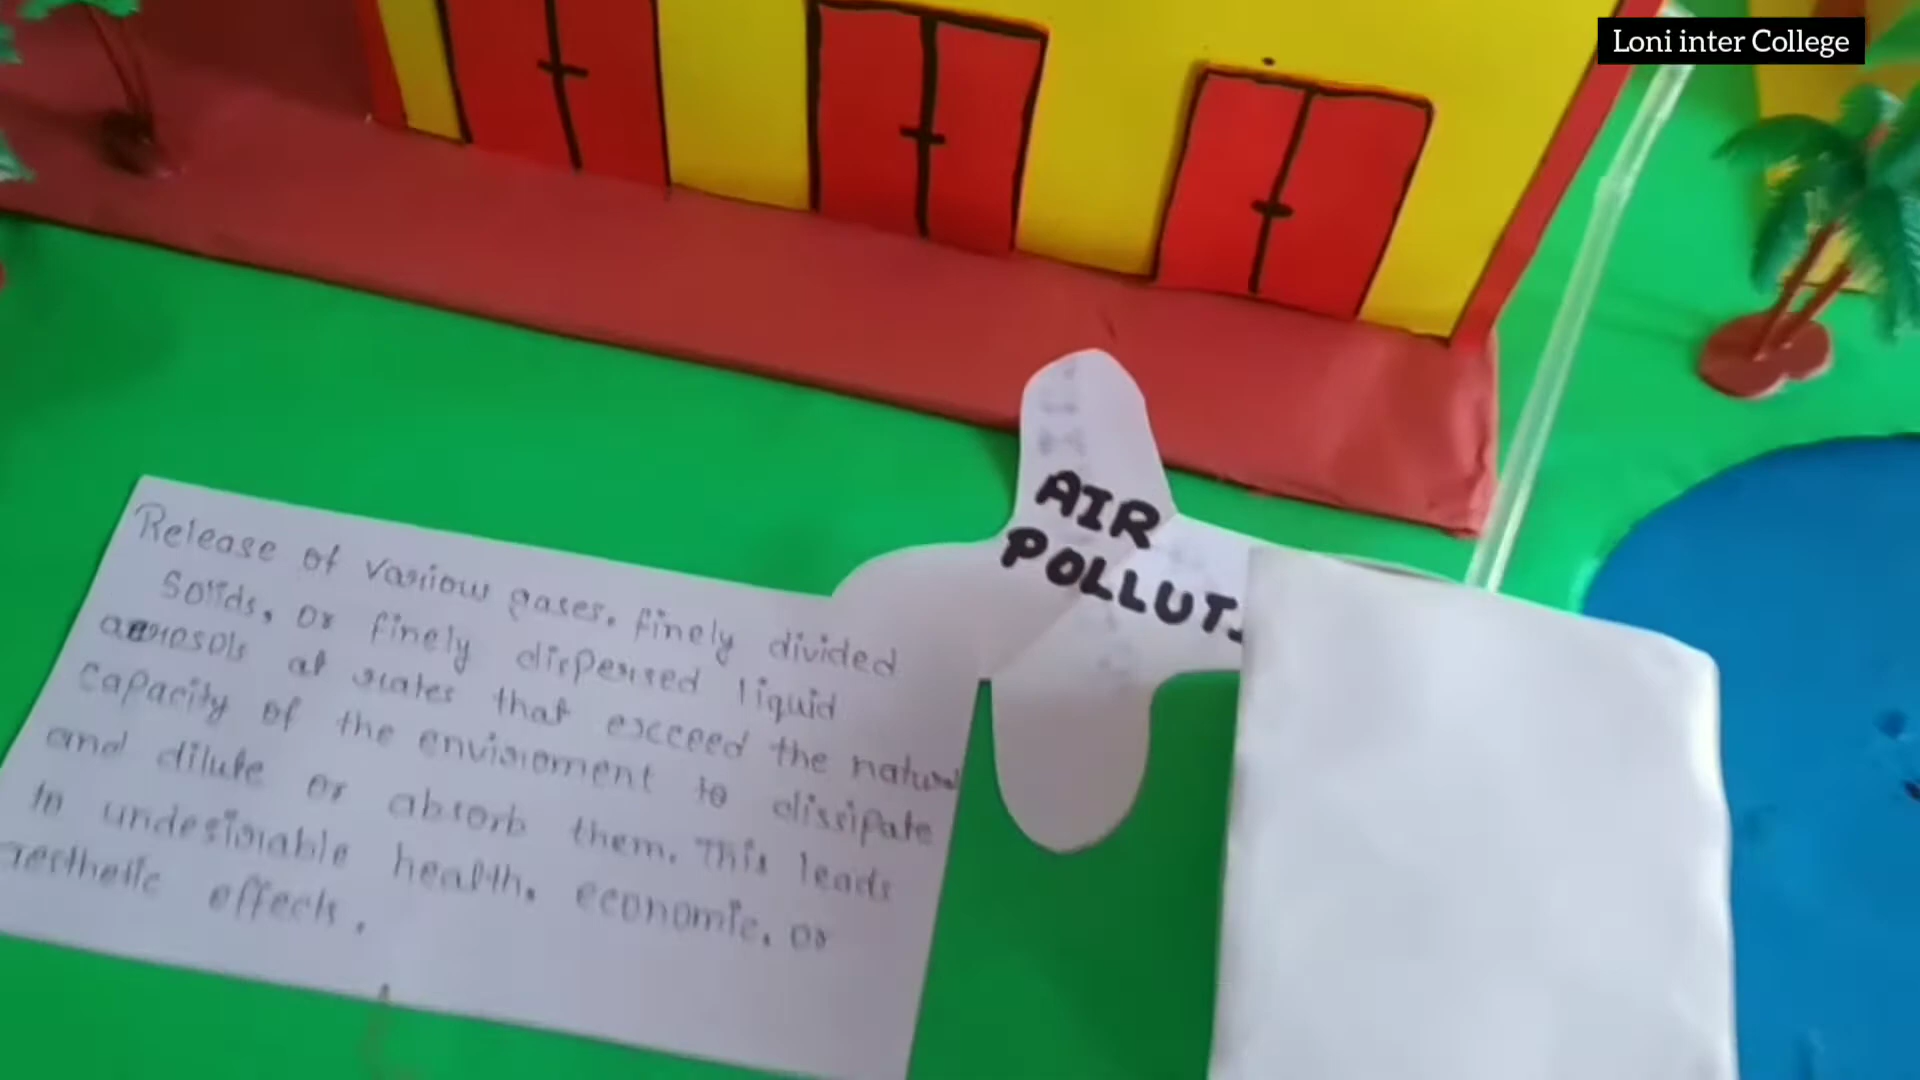 Loni inter College
AIR
POLLUT
Release of various gases, finely divided
Solids, or finely dispersed liquid
aerosols at rates that exceed the natural
capacity of the envirorment to dissipate
and dilute or absorb them. This leads
to undesirable health, economic, or
aesthetic effects.